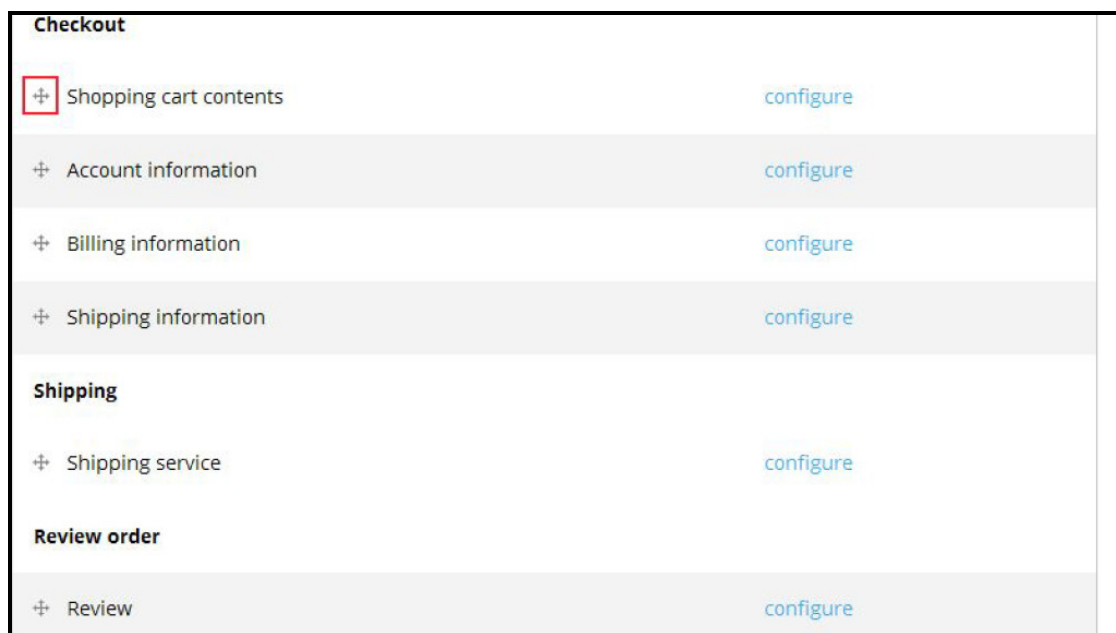 Checkout
Shopping cart contents configure
Account information configure
Billing information configure
Shipping information configure
Shipping
Shipping service configure
Review order
Review configure